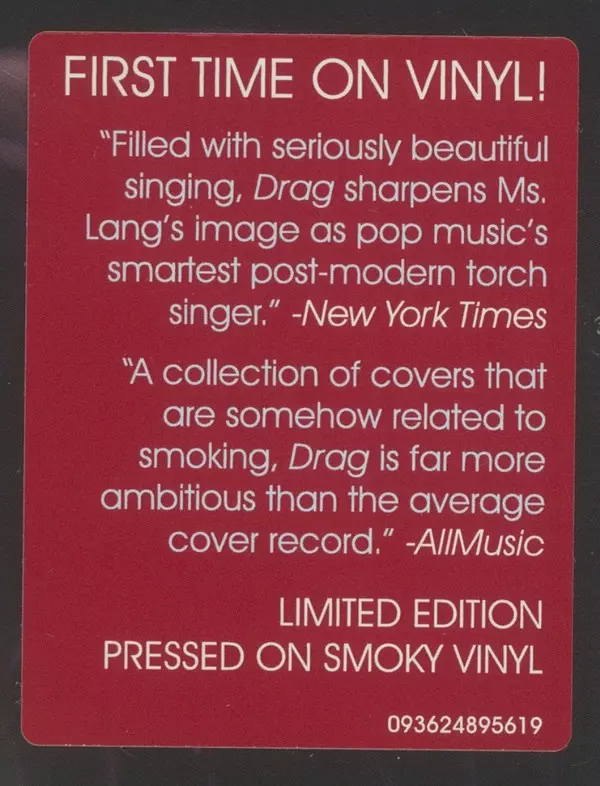 FIRST TIME ON VINYL!
“Filled with seriously beautiful
singing, Drag sharpens Ms.
Lang’s image as pop music’s
smartest post-modern torch
singer.” -New York Times
“A collection of covers that
are somehow related to
smoking, Drag is far more
ambitious than the average
cover record.” -AllMusic
LIMITED EDITION
PRESSED ON SMOKY VINYL
093624895619